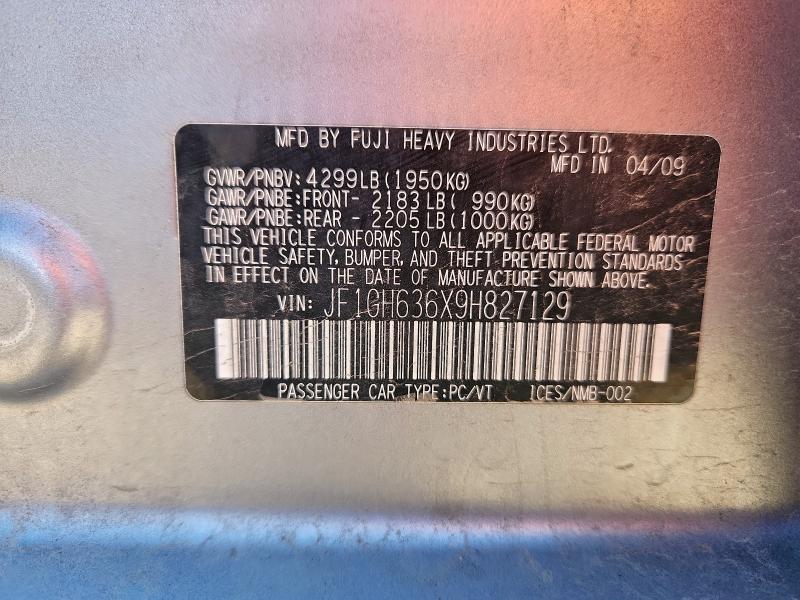 MFD BY FUJI HEAVY INDUSTRIES LTD.
MFD IN 04/09
GVWR/PNBV: 4299LB(1950KG)
GAWR/PNBE:FRONT- 2183LB( 990KG)
GAWR/PNBE:REAR - 2205LB(1000KG)
THIS VEHICLE CONFORMS TO ALL APPLICABLE FEDERAL MOTOR
VEHICLE SAFETY, BUMPER, AND THEFT PREVENTION STANDARDS
IN EFFECT ON THE DATE OF MANUFACTURE SHOWN ABOVE.
VIN: JF1GH636X9H827129
PASSENGER CAR TYPE:PC/VT 1CES/NMB-002